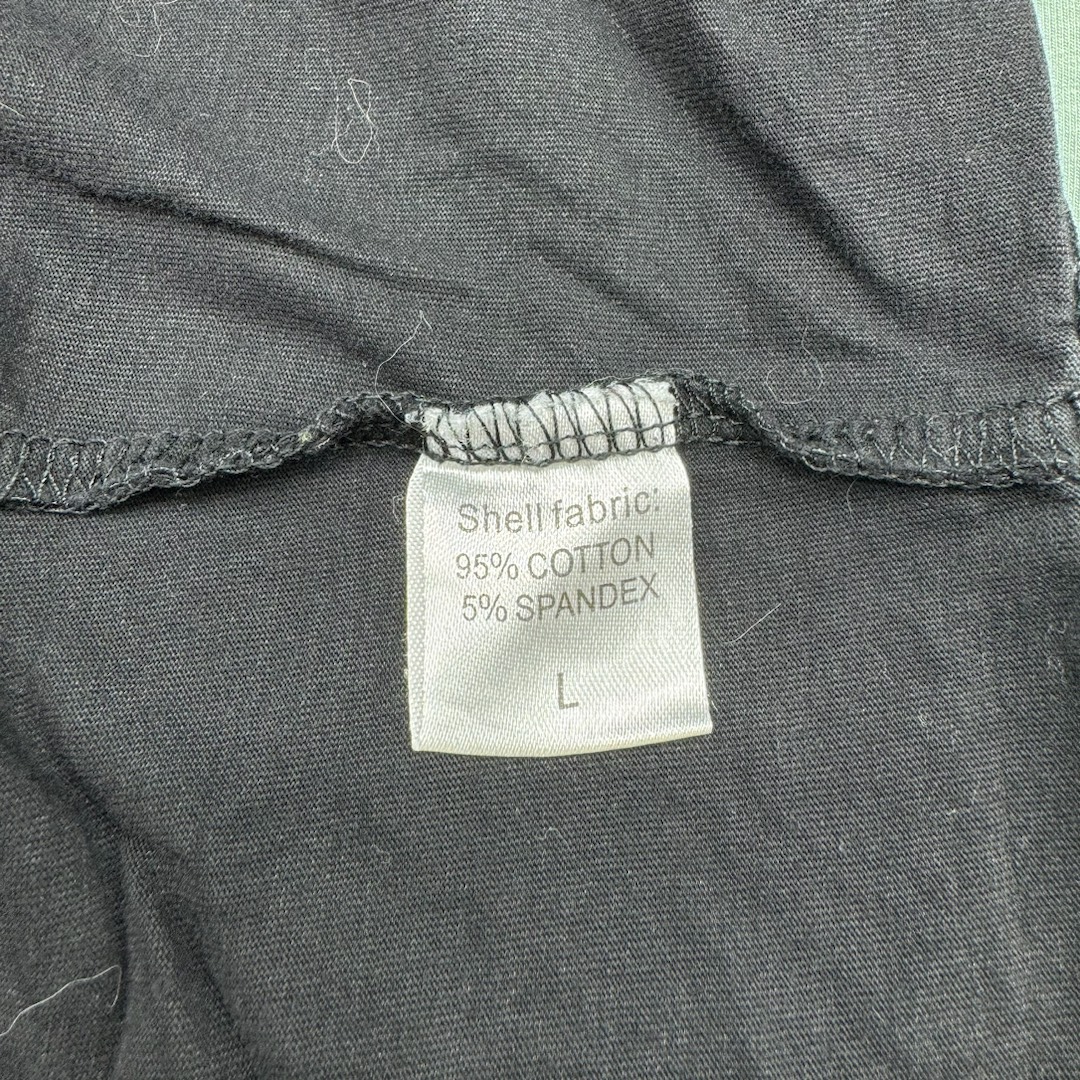 Shell fabric:
95% COTTON
5% SPANDEX
L